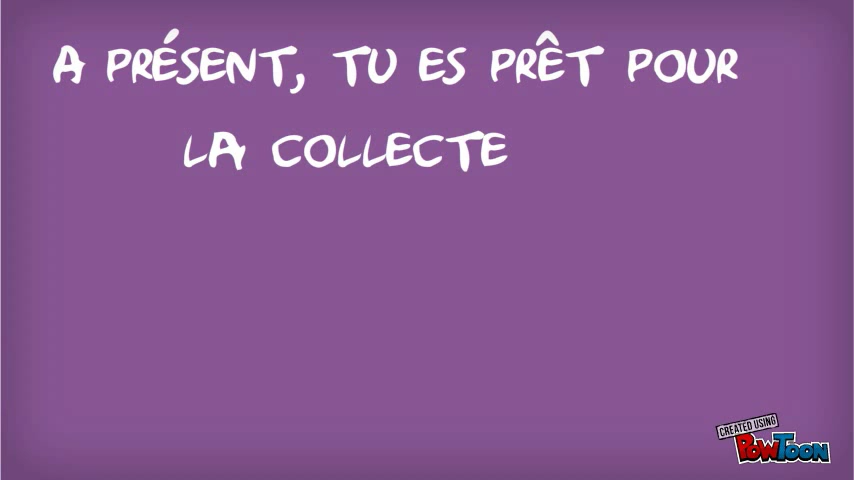 A PRÉSENT, TU ES PRÊT POUR
LA COLLECTE
CREATED USING
POWTOON